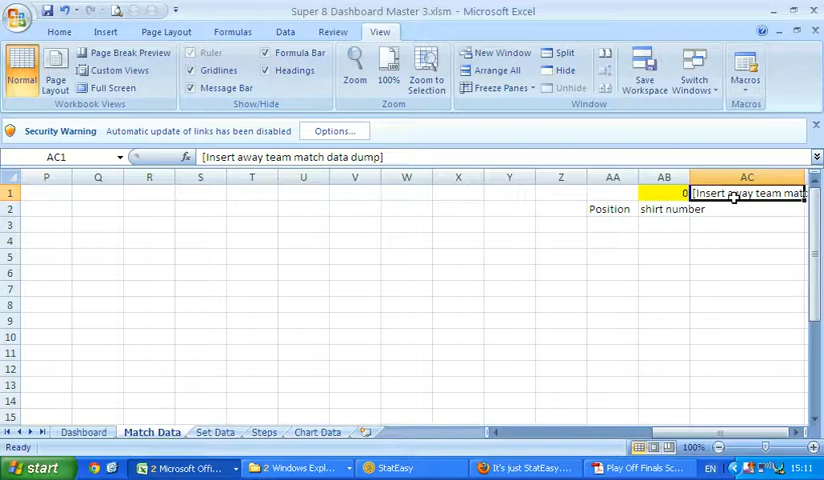 Super 8 Dashboard Master 3.xlsm - Microsoft Excel
Home Insert Page Layout Formulas Data Review View
Normal
Page Layout
Page Break Preview
Custom Views
Full Screen
Workbook Views
Ruler
Gridlines
Message Bar
Formula Bar
Headings
Show/Hide
Zoom
100%
Zoom to Selection
Zoom
New Window
Arrange All
Freeze Panes
Split
Hide
Unhide
Save Workspace
Switch Windows
Window
Macros
Macros
Security Warning Automatic update of links has been disabled Options...
AC1 fx [Insert away team match data dump]
P Q R S T U V W X Y Z AA AB AC
1 0 [Insert away team mat
2 Position shirt number
3
4
5
6
7
8
9
10
11
12
13
14
15
Dashboard Match Data Set Data Steps Chart Data
Ready 100%
start 2 Microsoft Offi... 2 Windows Expl... StatEasy It's just StatEasy.... Play Off Finals Sc... EN 15:11